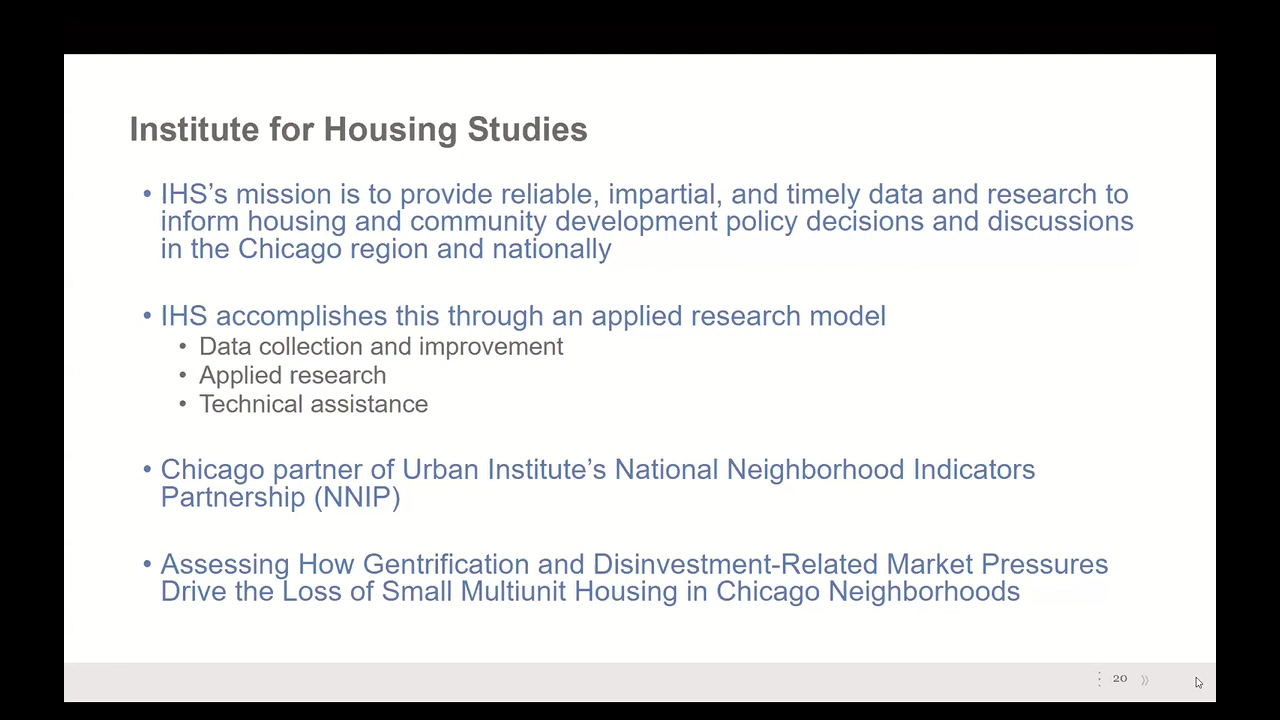 Institute for Housing Studies
• IHS’s mission is to provide reliable, impartial, and timely data and research to
inform housing and community development policy decisions and discussions
in the Chicago region and nationally
• IHS accomplishes this through an applied research model
• Data collection and improvement
• Applied research
• Technical assistance
• Chicago partner of Urban Institute’s National Neighborhood Indicators
Partnership (NNIP)
• Assessing How Gentrification and Disinvestment-Related Market Pressures
Drive the Loss of Small Multiunit Housing in Chicago Neighborhoods
20